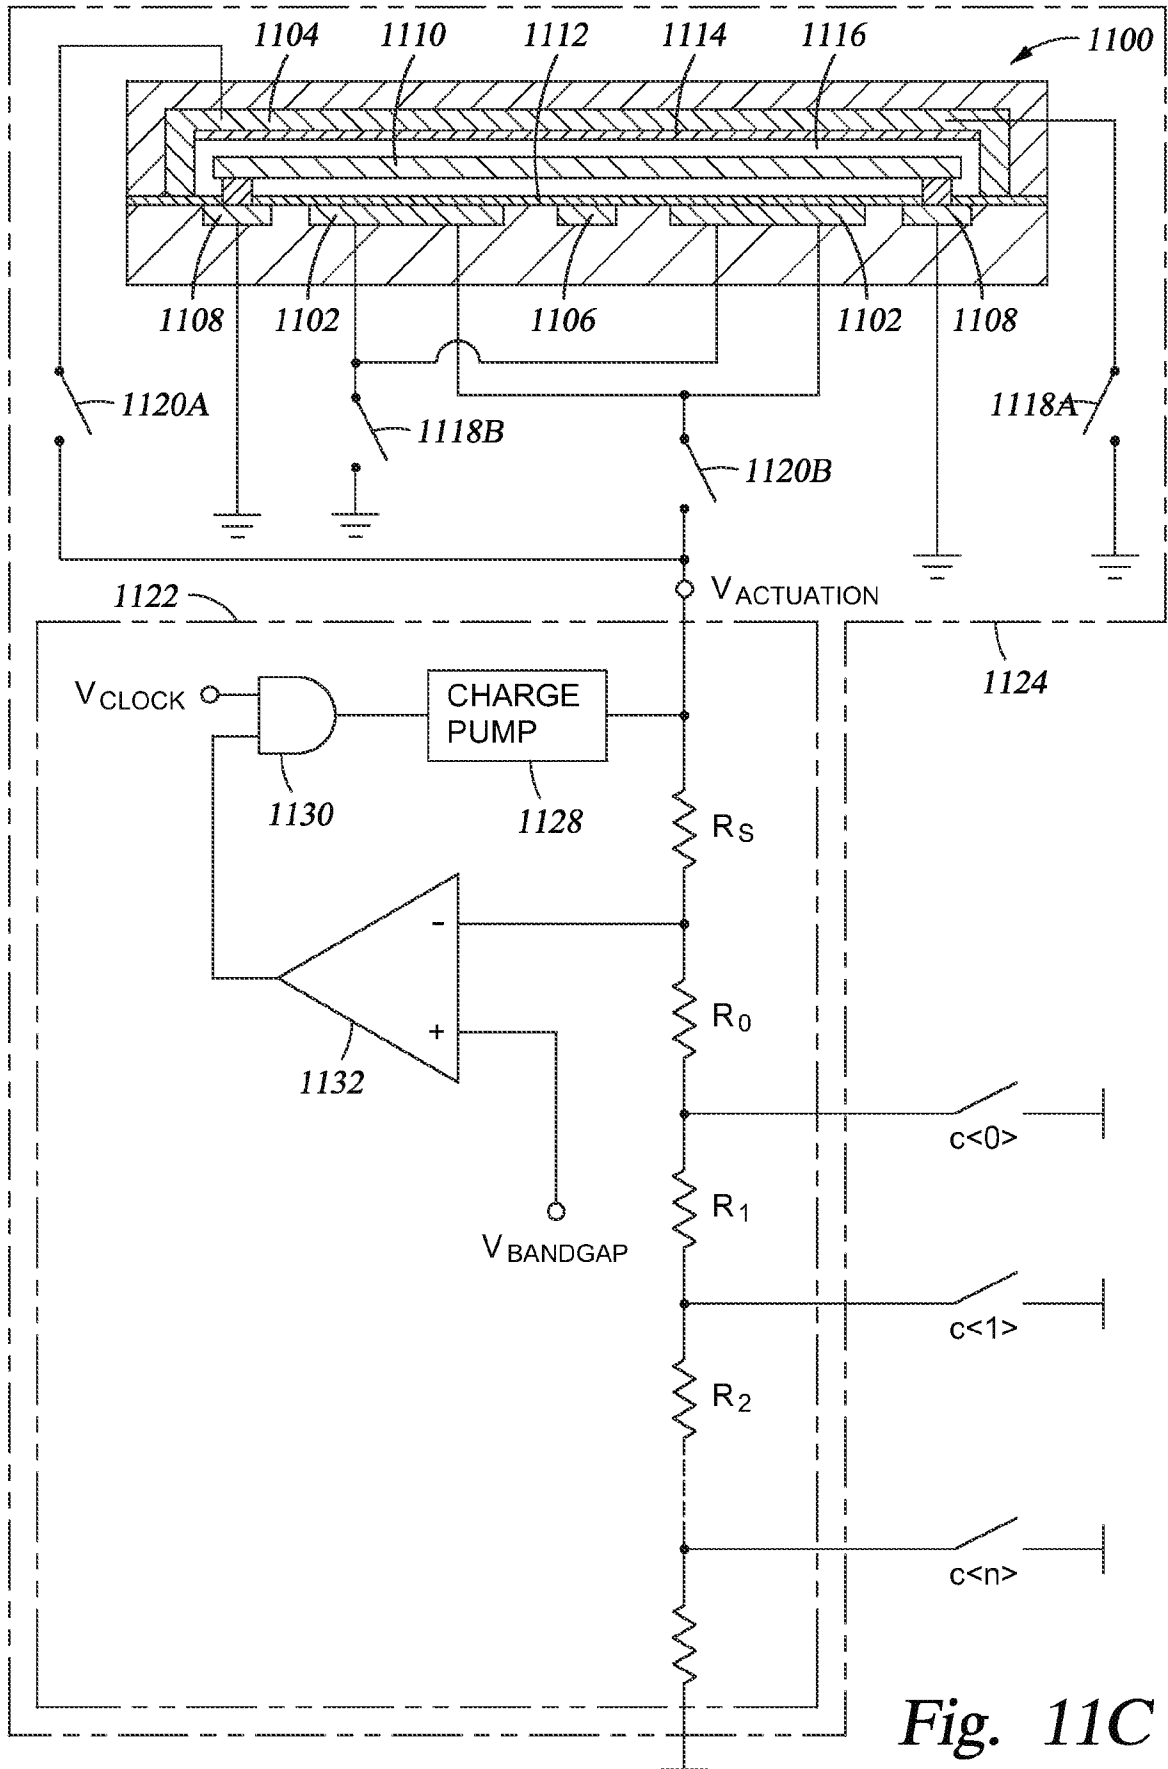 1104 1110 1112 1114 1116 1100
1108 1102 1106 1102 1108
1120A 1118B 1120B 1118A
VACTUATION
1122
1124
VCLOCK
CHARGE
PUMP
1130
1128
RS
-
R0
+
1132
c<0>
R1
VBANDGAP
c<1>
R2
c<n>
Fig. 11C